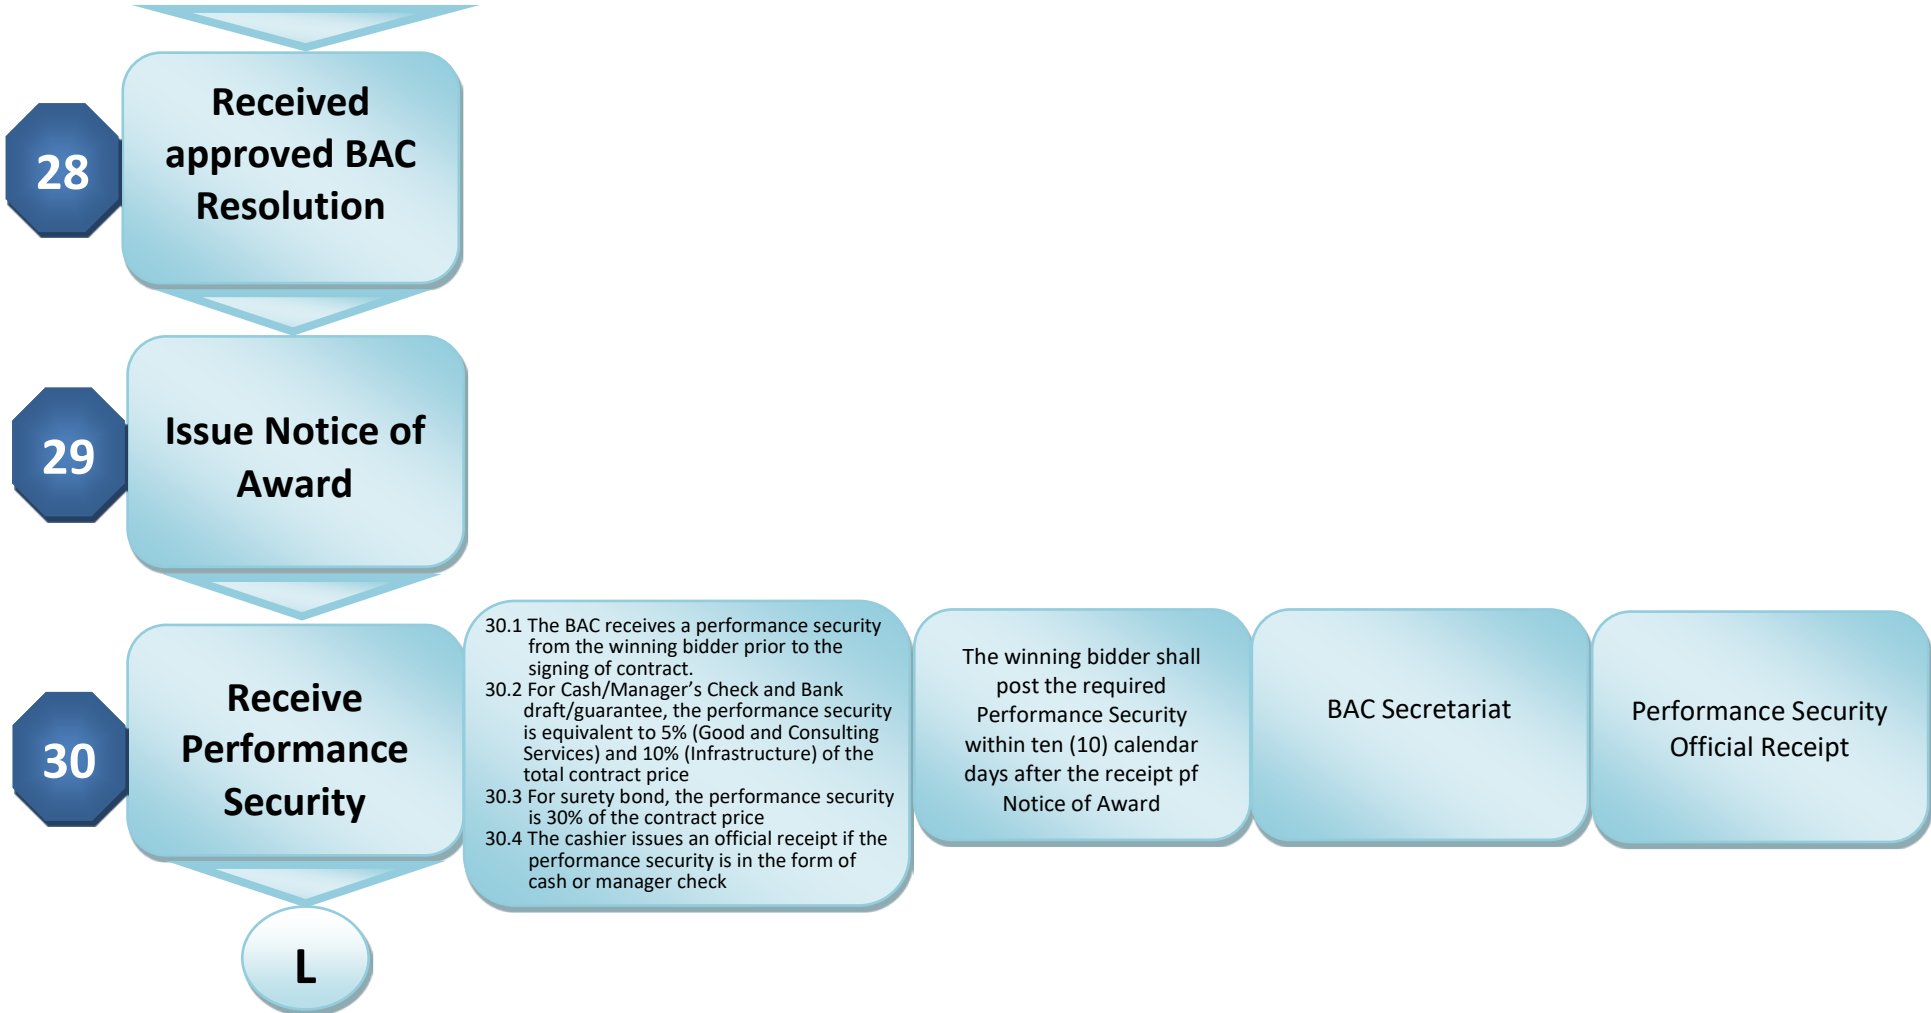 28
Received
approved BAC
Resolution
29
Issue Notice of
Award
30
Receive
Performance
Security
30.1 The BAC receives a performance security
from the winning bidder prior to the
signing of contract.
30.2 For Cash/Manager’s Check and Bank
draft/guarantee, the performance security
is equivalent to 5% (Good and Consulting
Services) and 10% (Infrastructure) of the
total contract price
30.3 For surety bond, the performance security
is 30% of the contract price
30.4 The cashier issues an official receipt if the
performance security is in the form of
cash or manager check
The winning bidder shall
post the required
Performance Security
within ten (10) calendar
days after the receipt pf
Notice of Award
BAC Secretariat
Performance Security
Official Receipt
L